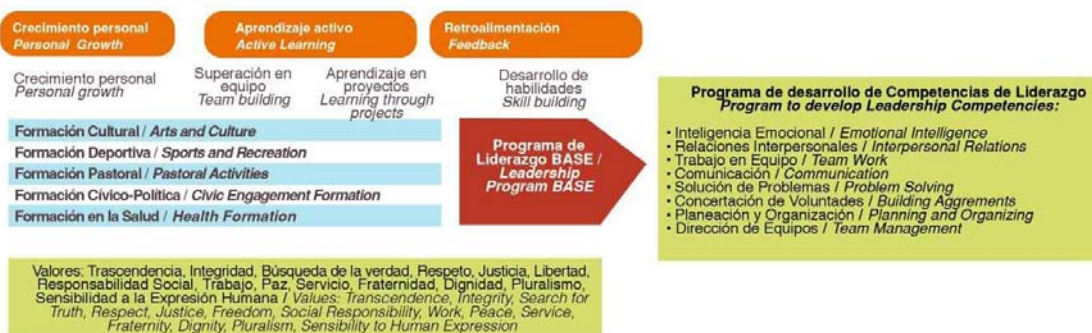 Crecimiento personal
Personal Growth
Aprendizaje activo
Active Learning
Retroalimentación
Feedback
Crecimiento personal
Personal growth
Superación en
equipo
Team building
Aprendizaje en
proyectos
Learning through
projects
Desarrollo de
habilidades
Skill building
Formación Cultural / Arts and Culture
Formación Deportiva / Sports and Recreation
Formación Pastoral / Pastoral Activities
Formación Cívico-Política / Civic Engagement Formation
Formación en la Salud / Health Formation
Programa de
Liderazgo BASE /
Leadership
Program BASE
Programa de desarrollo de Competencias de Liderazgo
Program to develop Leadership Competencies:
• Inteligencia Emocional / Emotional Intelligence
• Relaciones Interpersonales / Interpersonal Relations
• Trabajo en Equipo / Team Work
• Comunicación / Communication
• Solución de Problemas / Problem Solving
• Concertación de Voluntades / Building Aggrements
• Planeación y Organización / Planning and Organizing
• Dirección de Equipos / Team Management
Valores: Trascendencia, Integridad, Búsqueda de la verdad, Respeto, Justicia, Libertad,
Responsabilidad Social, Trabajo, Paz, Servicio, Fraternidad, Dignidad, Pluralismo,
Sensibilidad a la Expresión Humana / Values: Transcendence, Integrity, Search for
Truth, Respect, Justice, Freedom, Social Responsibility, Work, Peace, Service,
Fraternity, Dignity, Pluralism, Sensibility to Human Expression